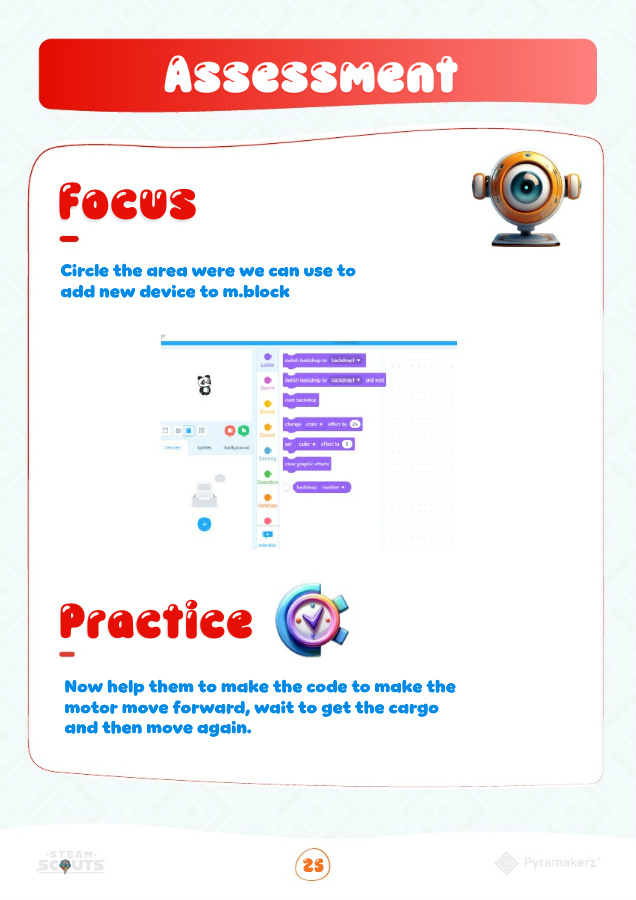 Assessment
Focus
Circle the area were we can use to
add new device to m.block
switch backdrop to backdrop1
Looks
switch backdrop to backdrop1 and wait
Sound
next backdrop
Events
change color effect by 25
Control
set color effect to 0
Devices Sprites Background
Sensing
clear graphic effects
Operators
backdrop number
Variables
extension
Practice
Now help them to make the code to make the
motor move forward, wait to get the cargo
and then move again.
STEAM
SCOUTS
25
Pyramakerz